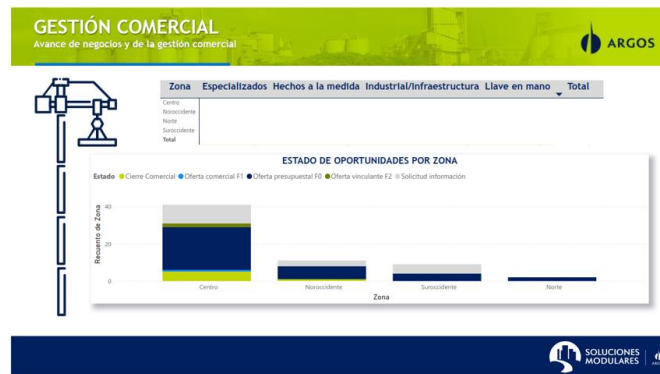 GESTIÓN COMERCIAL
Avance de negocios y de la gestión comercial
ARGOS
Zona Especializados Hechos a la medida Industrial/Infraestructura Llave en mano Total
Centro
Noroccidente
Norte
Suroccidente
Total
ESTADO DE OPORTUNIDADES POR ZONA
Estado Cierre Comercial Oferta comercial F1 Oferta presupuestal F0 Oferta vinculante F2 Solicitud información
Recuento de Zona
40
20
0
Centro Noroccidente Suroccidente Norte
Zona
SOLUCIONES
MODULARES